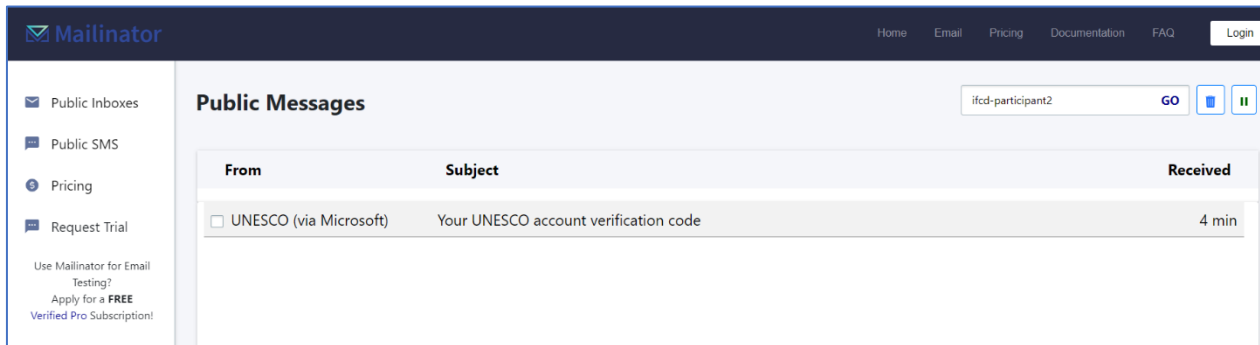 Mailinator
Home Email Pricing Documentation FAQ Login
Public Inboxes
Public SMS
Pricing
Request Trial
Use Mailinator for Email
Testing?
Apply for a FREE
Verified Pro Subscription!
Public Messages
ifcd-participant2 GO
From Subject Received
UNESCO (via Microsoft) Your UNESCO account verification code 4 min